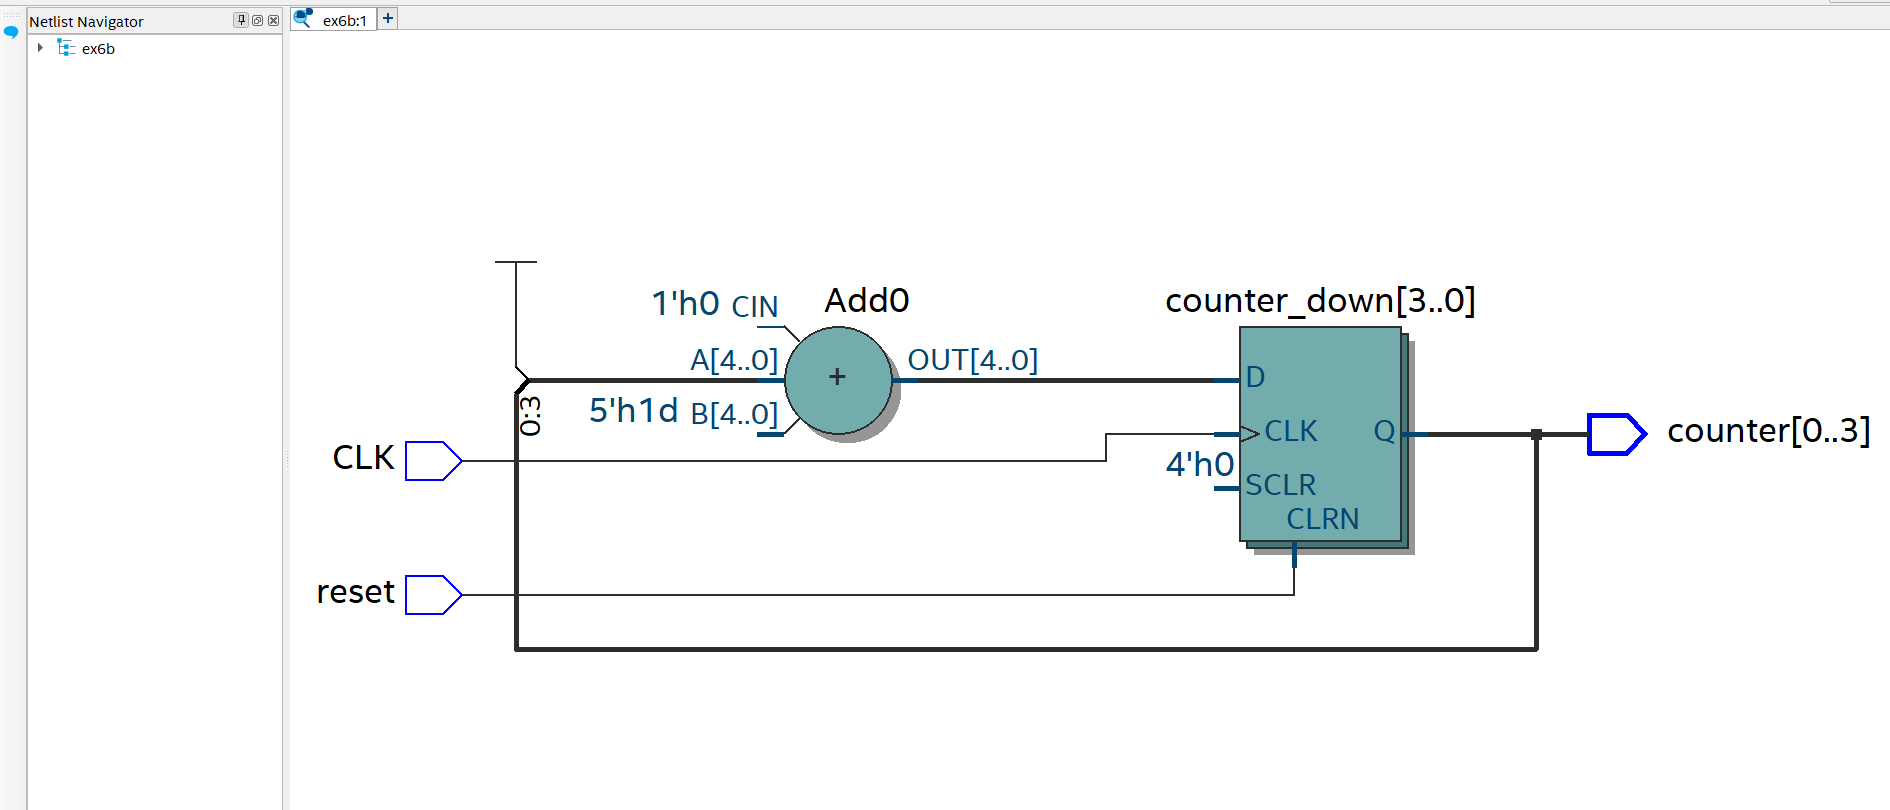 Netlist Navigator
ex6b
ex6b:1
+
1'h0 CIN
Add0
counter_down[3..0]
A[4..0]
+
OUT[4..0]
D
5'h1d B[4..0]
0:3
CLK
CLK
Q
counter[0..3]
4'h0
SCLR
CLRN
reset